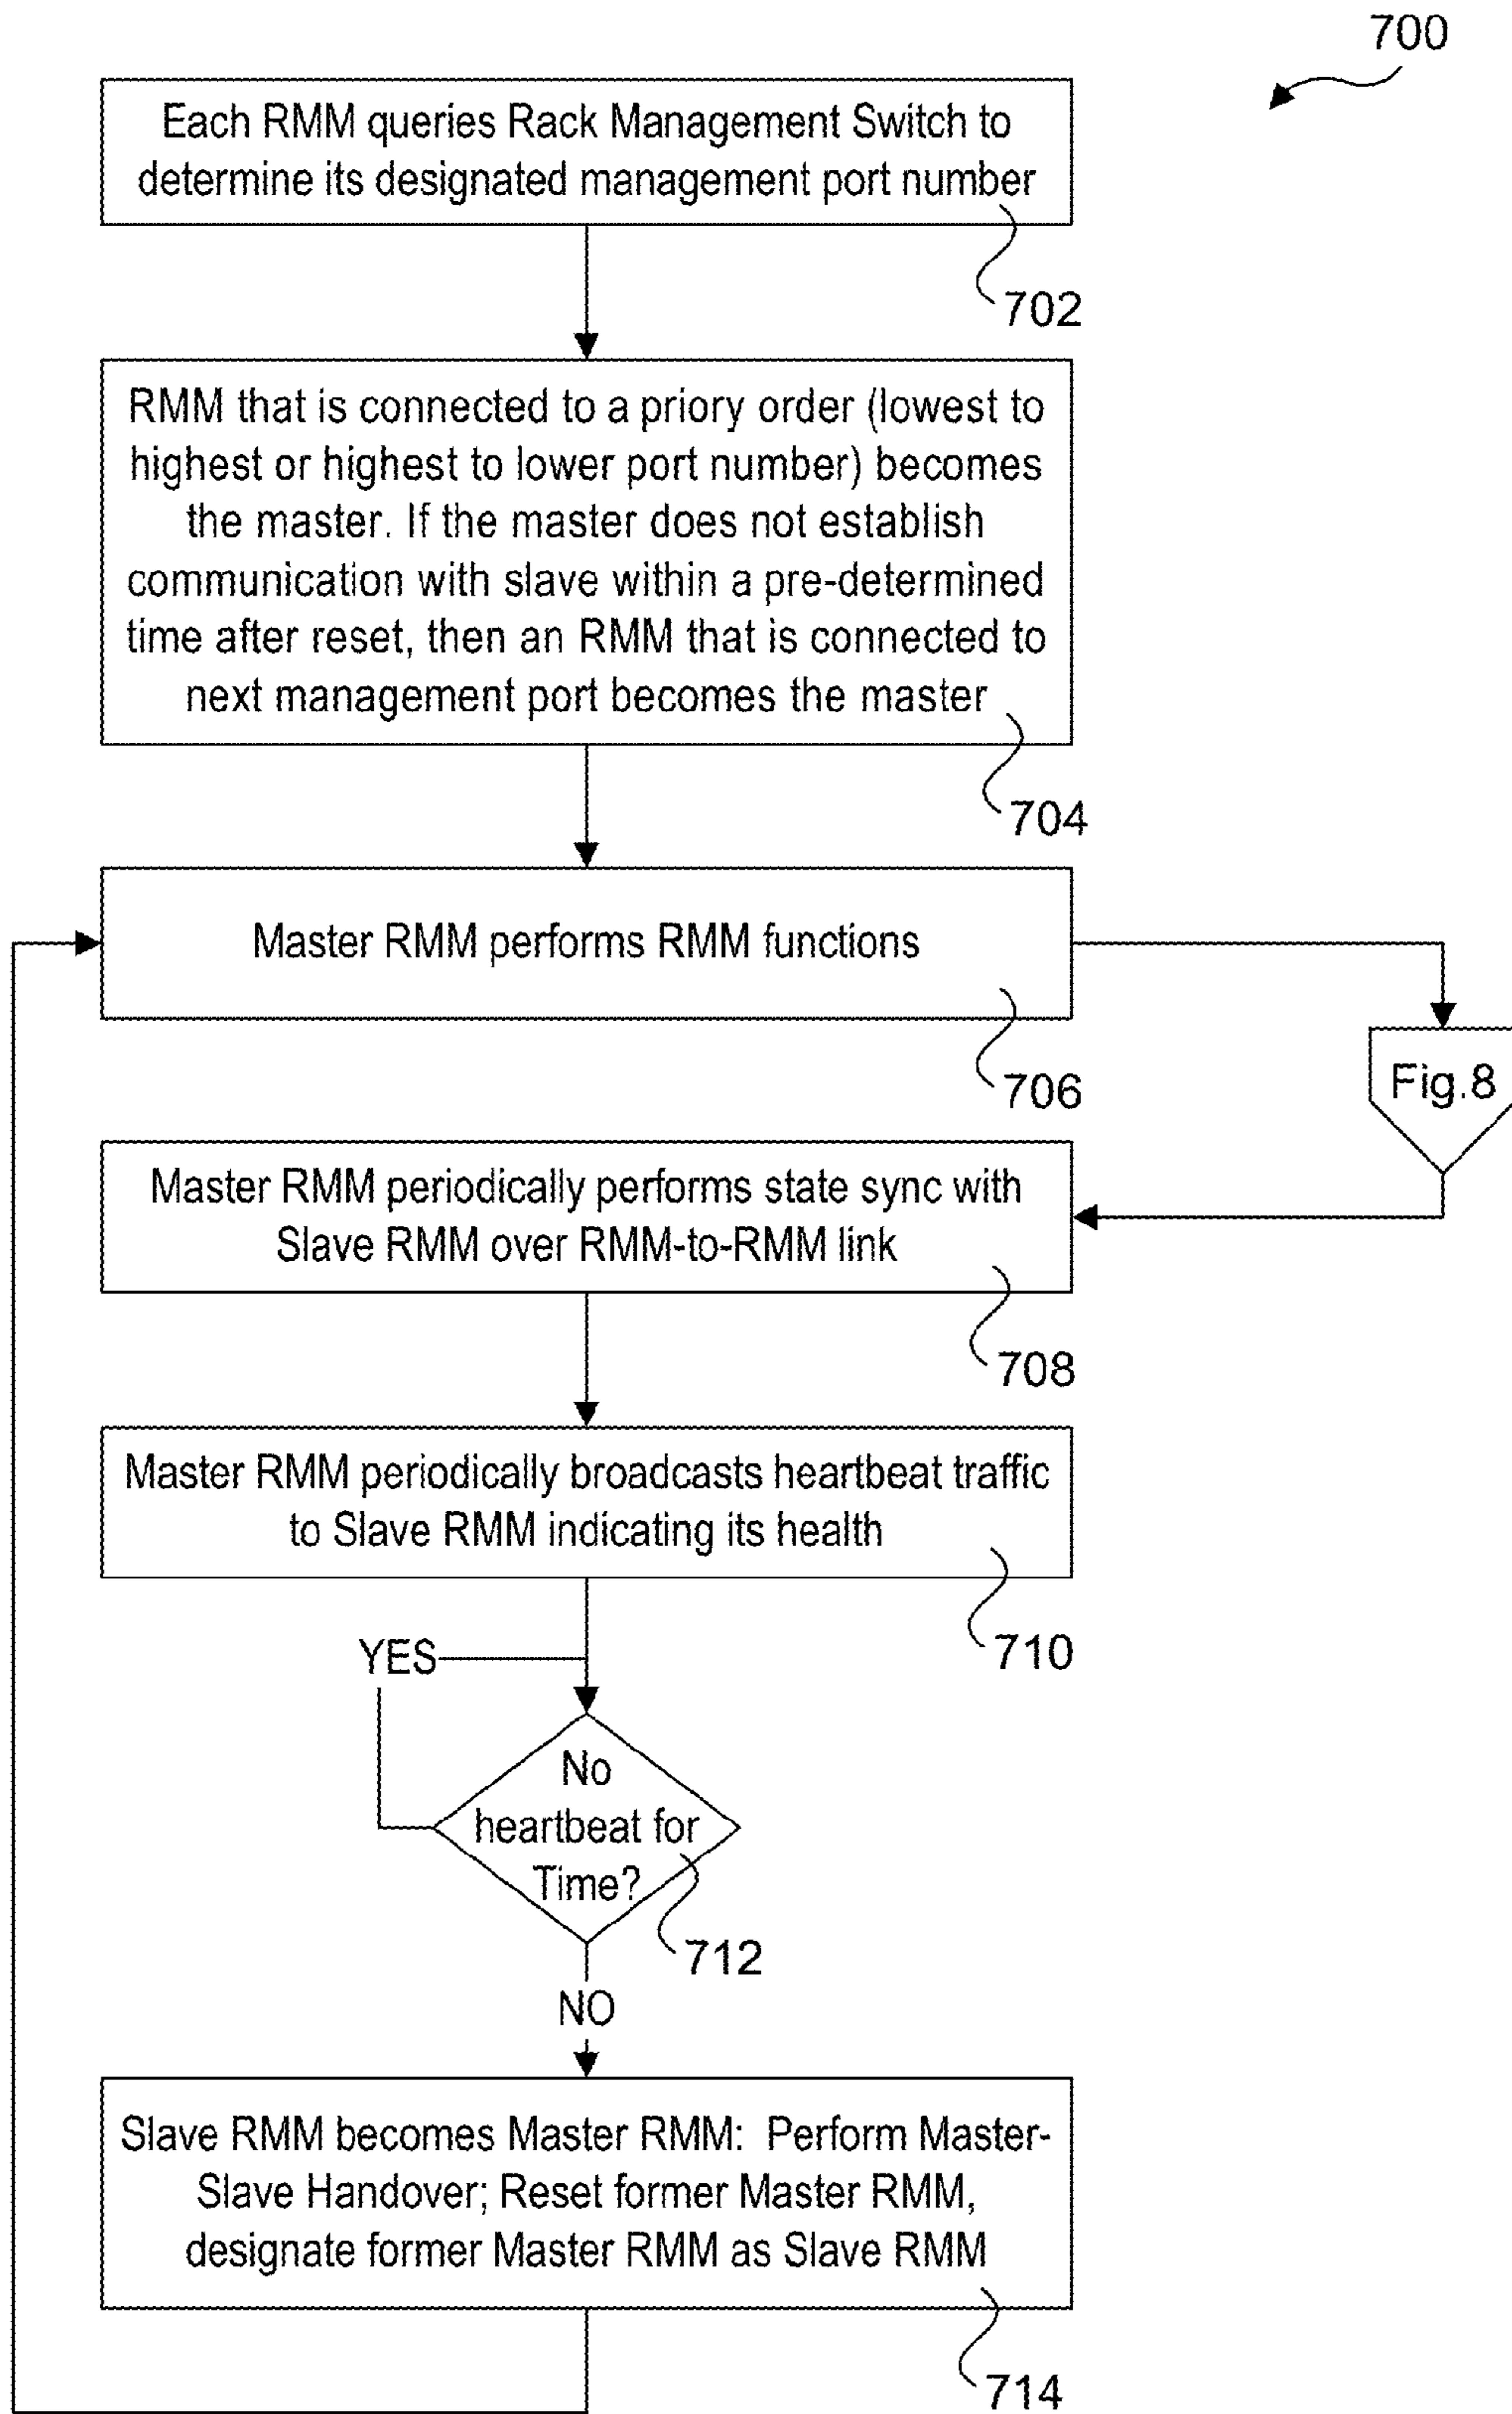 700
Each RMM queries Rack Management Switch to
determine its designated management port number
702
RMM that is connected to a priory order (lowest to
highest or highest to lower port number) becomes
the master. If the master does not establish
communication with slave within a pre-determined
time after reset, then an RMM that is connected to
next management port becomes the master
704
Master RMM performs RMM functions
706
Fig.8
Master RMM periodically performs state sync with
Slave RMM over RMM-to-RMM link
708
Master RMM periodically broadcasts heartbeat traffic
to Slave RMM indicating its health
710
YES
No
heartbeat for
Time?
712
NO
Slave RMM becomes Master RMM: Perform Master-
Slave Handover; Reset former Master RMM,
designate former Master RMM as Slave RMM
714